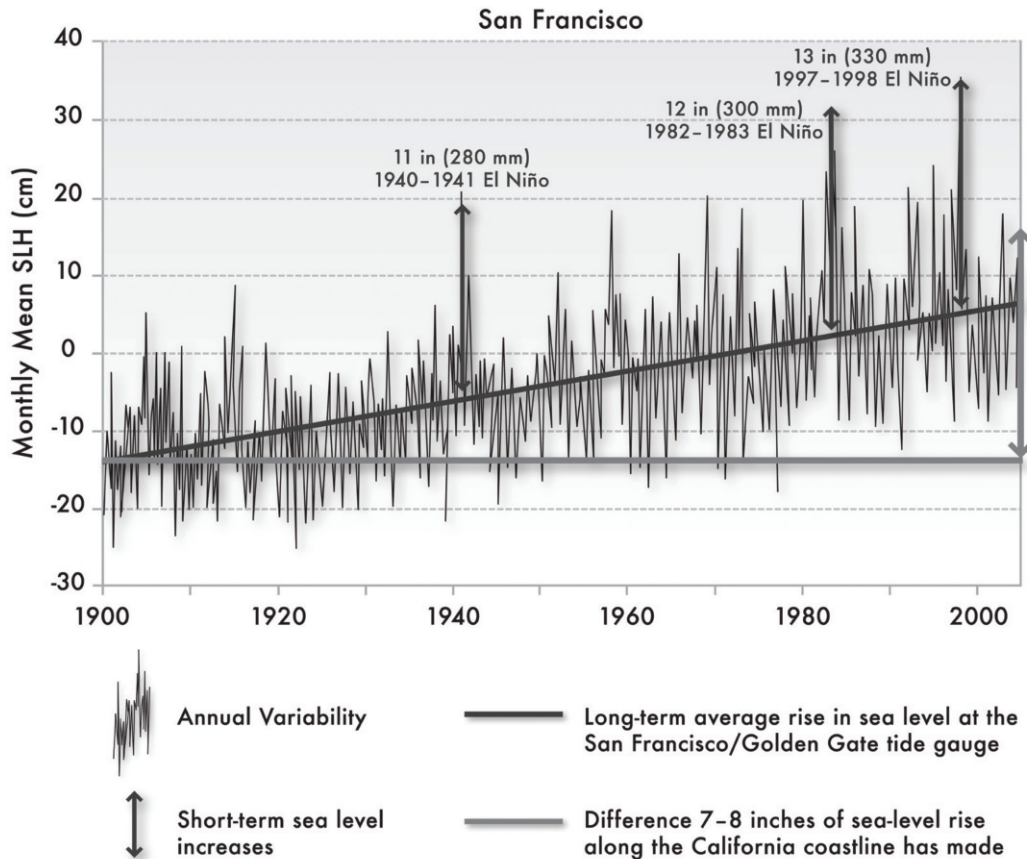 San Francisco
40
13 in (330 mm)
1997–1998 El Niño
12 in (300 mm)
1982–1983 El Niño
30
11 in (280 mm)
1940–1941 El Niño
20
10
0
-10
-20
-30
Monthly Mean SLH (cm)
1900
1920
1940
1960
1980
2000
Annual Variability
Long-term average rise in sea level at the
San Francisco/Golden Gate tide gauge
Short-term sea level
increases
Difference 7–8 inches of sea-level rise
along the California coastline has made